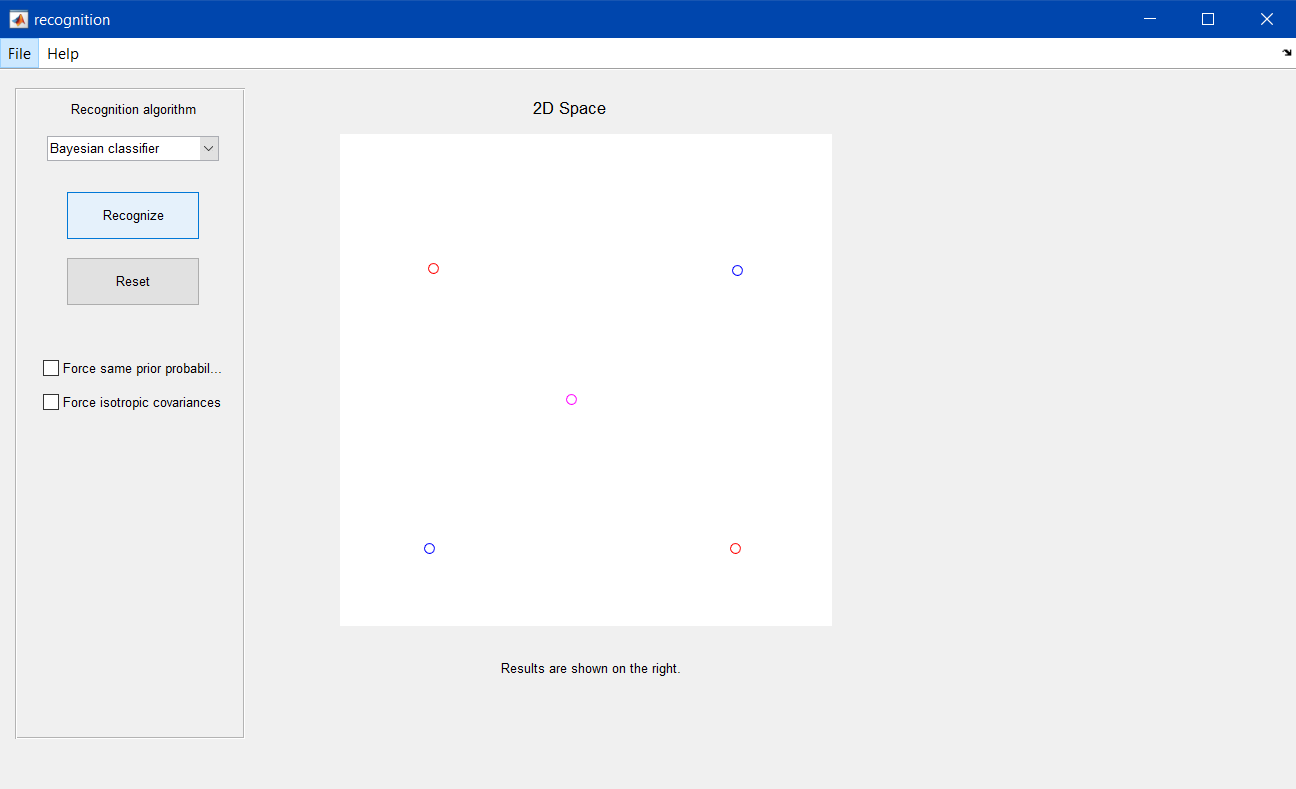 recognition
File Help
Recognition algorithm
Bayesian classifier
Recognize
Reset
Force same prior probabil...
Force isotropic covariances
2D Space
Results are shown on the right.